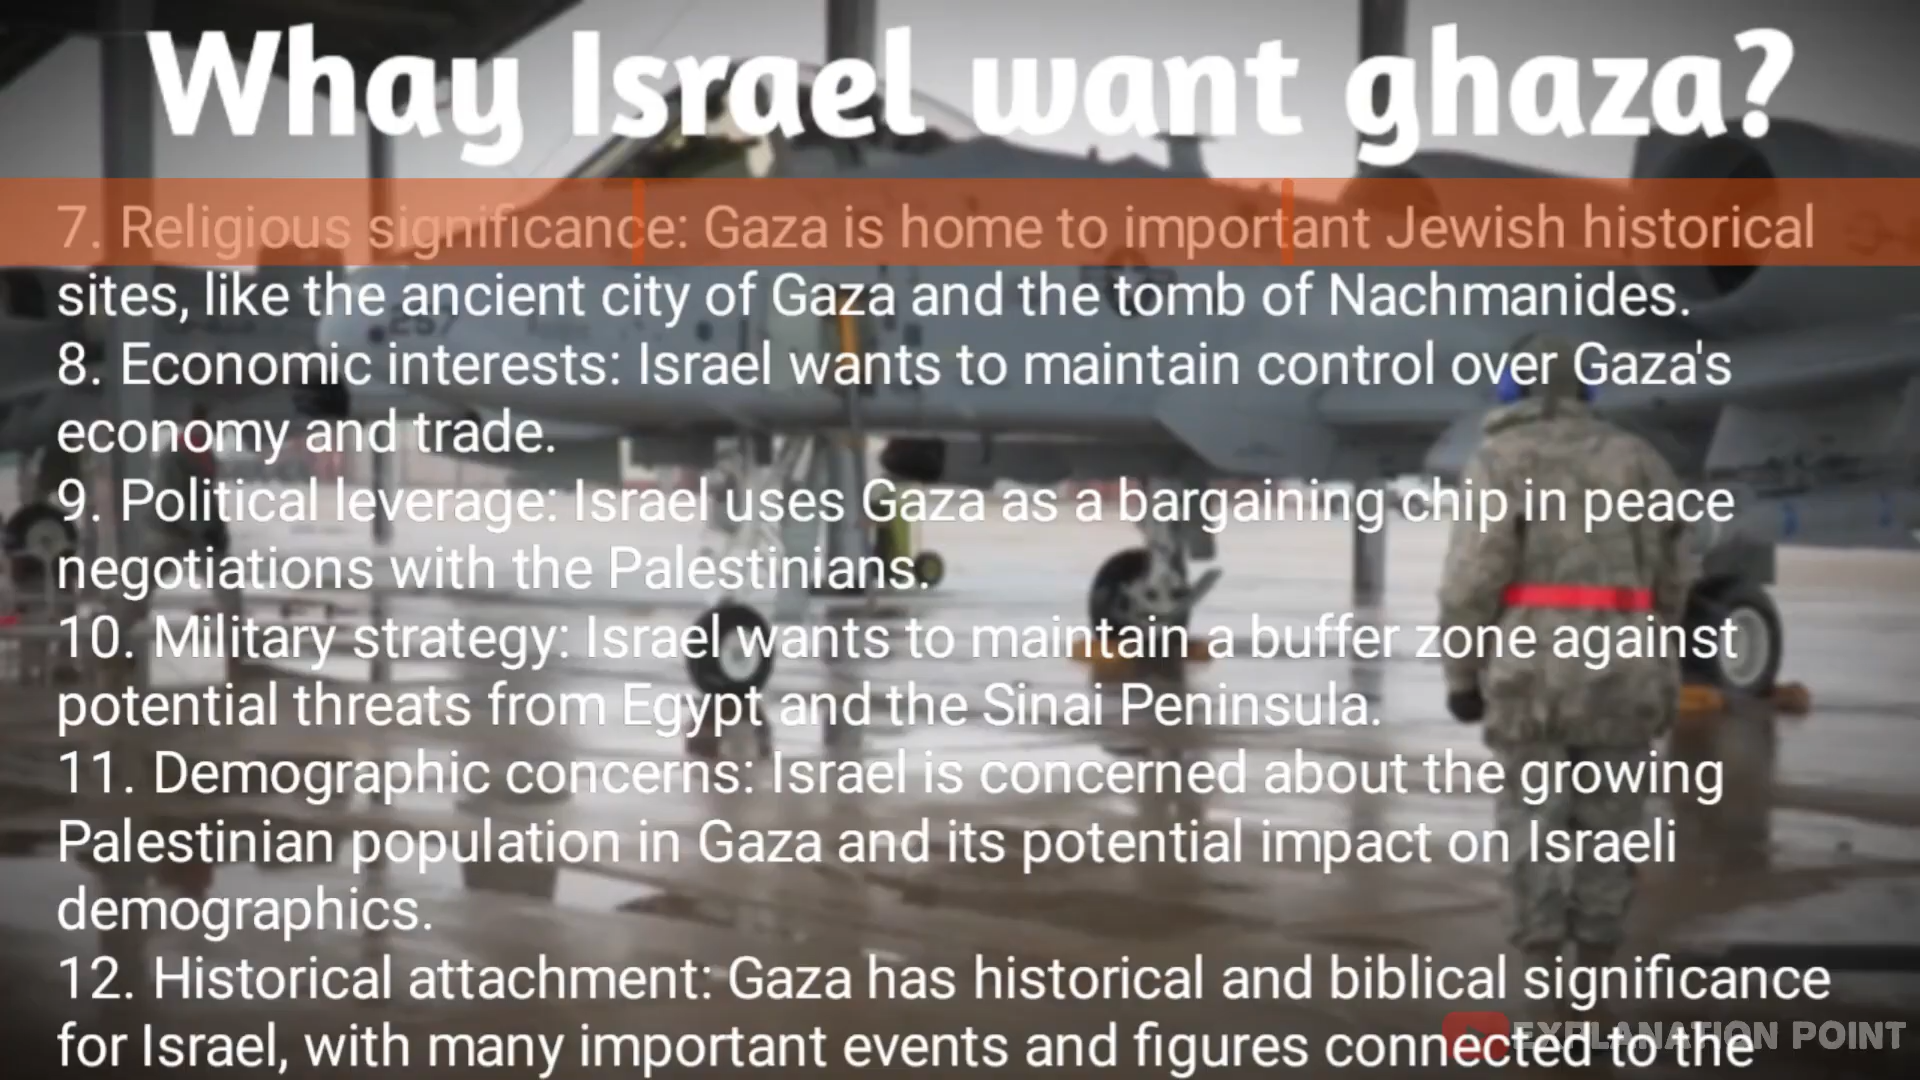 Whay Israel want ghaza?
7. Religious significance: Gaza is home to important Jewish historical
sites, like the ancient city of Gaza and the tomb of Nachmanides.
8. Economic interests: Israel wants to maintain control over Gaza's
economy and trade.
9. Political leverage: Israel uses Gaza as a bargaining chip in peace
negotiations with the Palestinians.
10. Military strategy: Israel wants to maintain a buffer zone against
potential threats from Egypt and the Sinai Peninsula.
11. Demographic concerns: Israel is concerned about the growing
Palestinian population in Gaza and its potential impact on Israeli
demographics.
12. Historical attachment: Gaza has historical and biblical significance
for Israel, with many important events and figures connected to the
EXPLANATION POINT